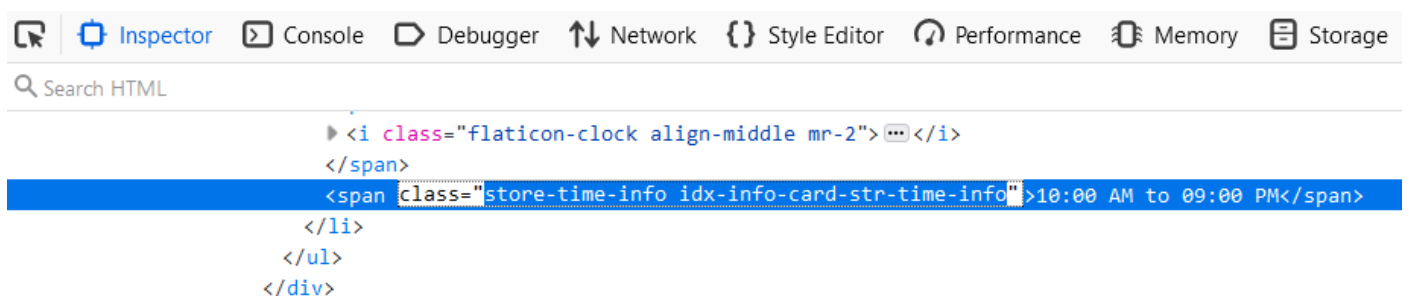 Inspector Console Debugger Network Style Editor Performance Memory Storage
Search HTML
<i class="flaticon-clock align-middle mr-2">⋯</i>
</span>
<span class="store-time-info idx-info-card-str-time-info">10:00 AM to 09:00 PM</span>
</li>
</ul>
</div>